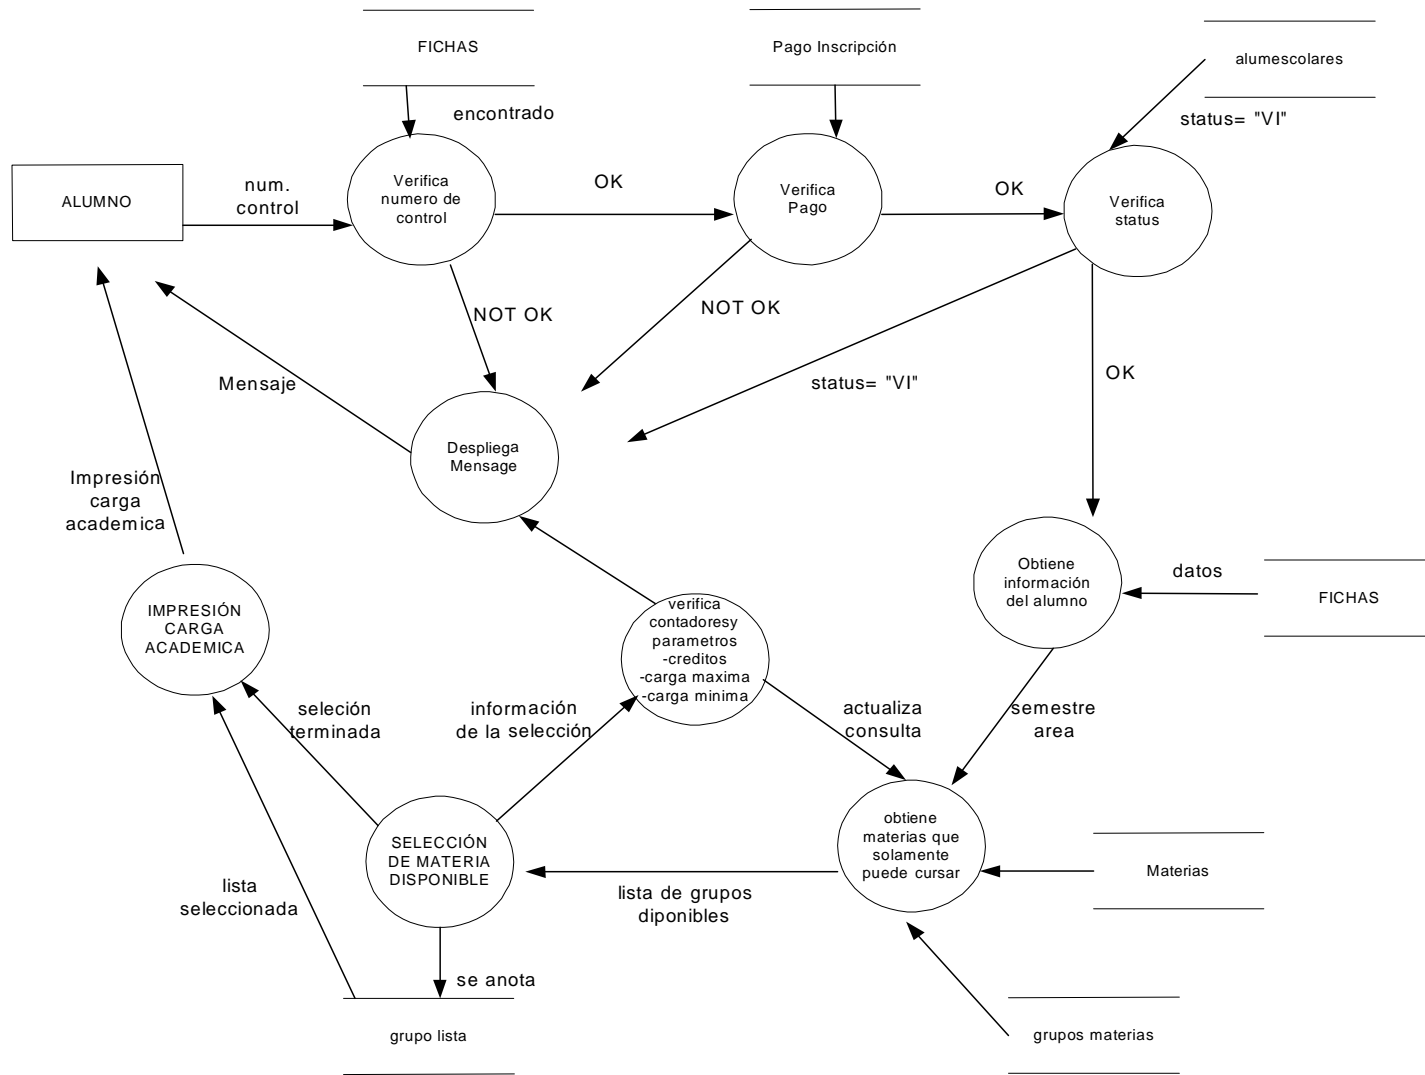 FICHAS
Pago Inscripción
alumescolares
encontrado
status= "VI"
ALUMNO
num.
control
Verifica
numero de
control
OK
Verifica
Pago
OK
Verifica
status
NOT OK
NOT OK
Mensaje
status= "VI"
OK
Despliega
Mensage
Impresión
carga
academica
Obtiene
información
del alumno
datos
FICHAS
IMPRESIÓN
CARGA
ACADEMICA
verifica
contadoresy
parametros
-creditos
-carga maxima
-carga minima
seleción
terminada
información
de la selección
actualiza
consulta
semestre
area
SELECCIÓN
DE MATERIA
DISPONIBLE
obtiene
materias que
solamente
puede cursar
Materias
lista
seleccionada
lista de grupos
diponibles
se anota
grupo lista
grupos materias